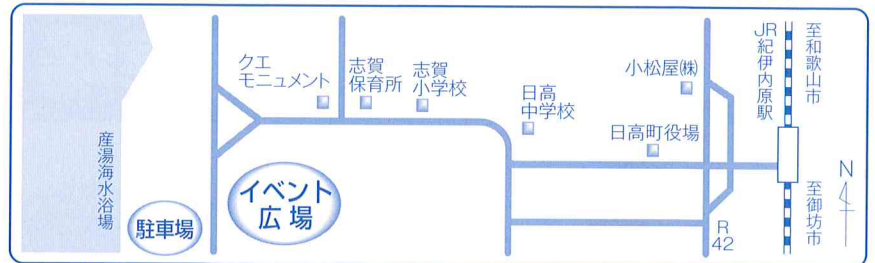 産湯海水浴場
駐車場
イベント
広場
クエ
モニュメント
志賀
保育所
志賀
小学校
日高
中学校
小松屋㈱
日高町役場
R
42
JR紀伊内原駅
至和歌山市
至御坊市
N